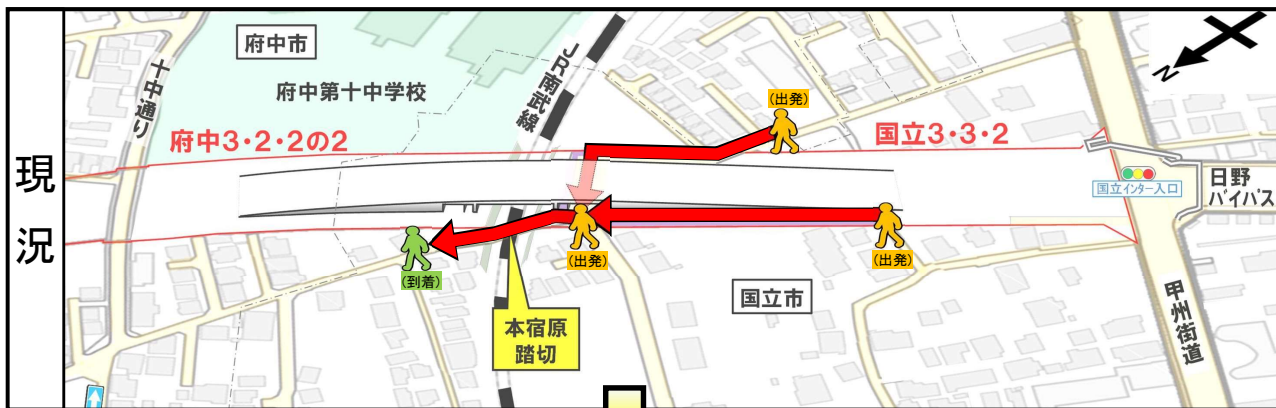 現況
府中市
十中通り
府中第十中学校
JR南武線
府中3・2・2の2
(出発)
国立3・3・2
N
国立インター入口
日野
バイパス
(到着)
(出発)
(出発)
本宿原
踏切
国立市
甲州街道